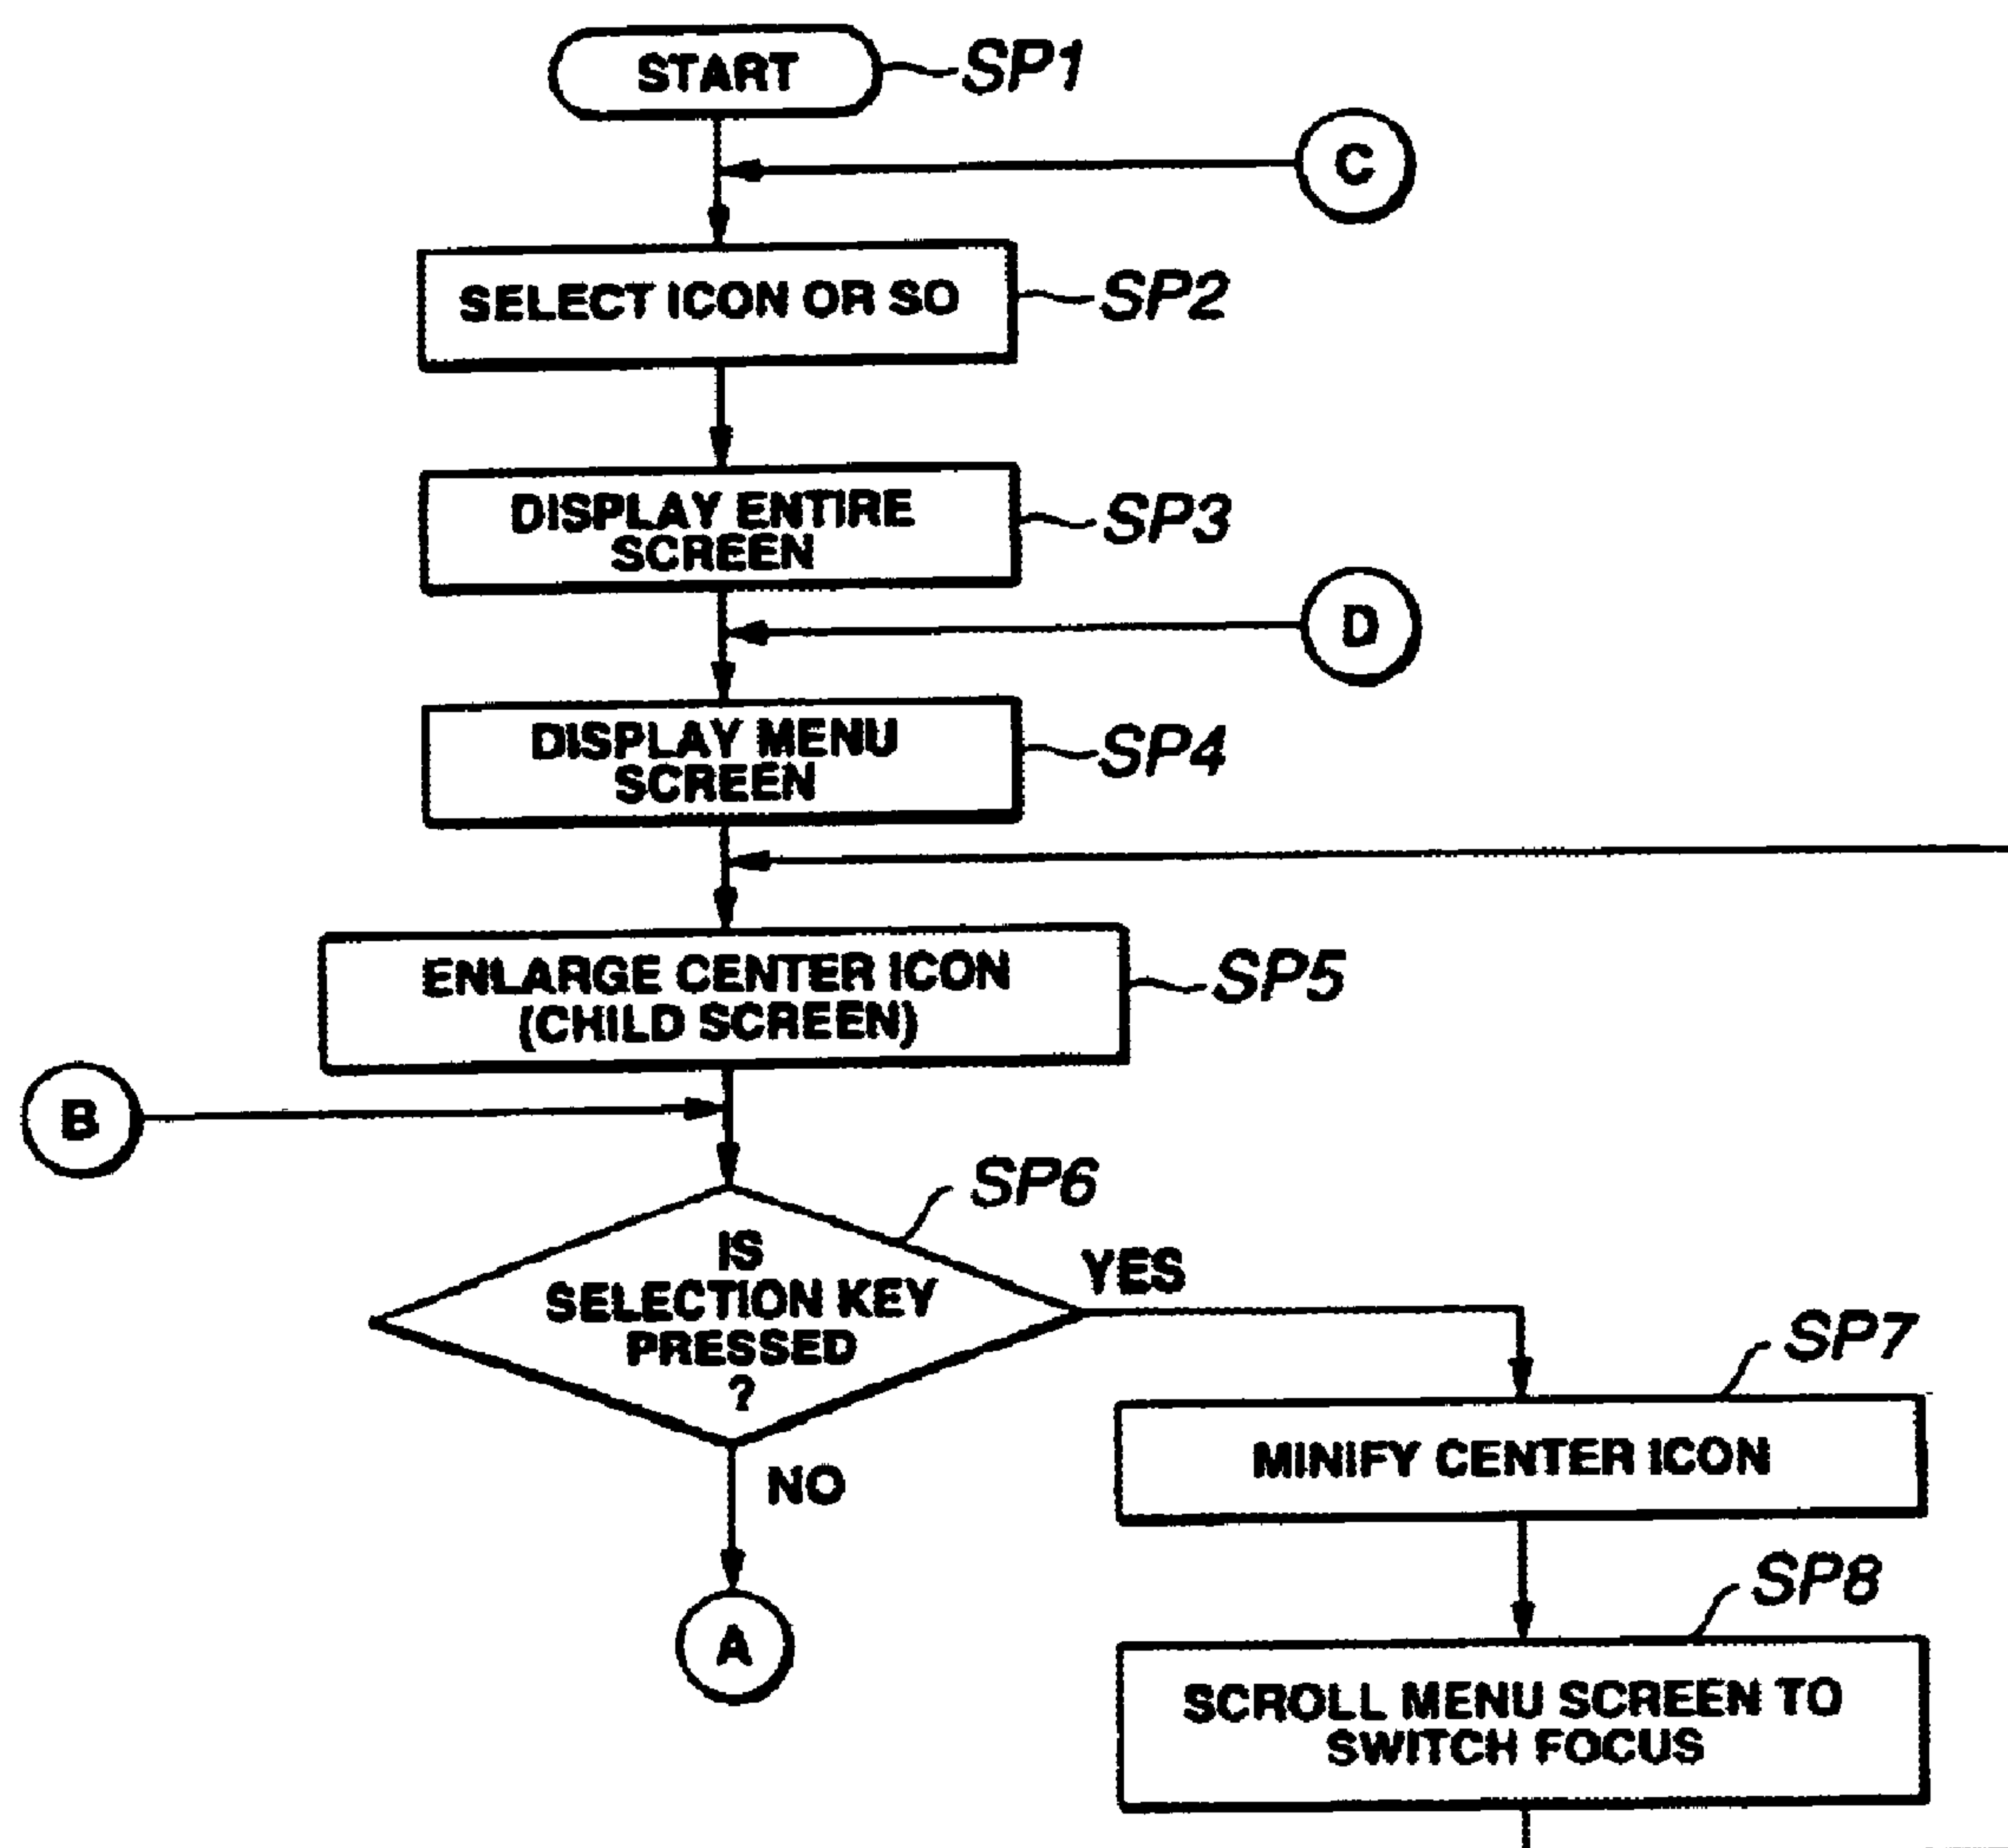 START
SP1
C
SELECT ICON OR SO
SP2
DISPLAY ENTIRE
SCREEN
SP3
D
DISPLAY MENU
SCREEN
SP4
ENLARGE CENTER ICON
(CHILD SCREEN)
SP5
B
SP6
IS
SELECTION KEY
PRESSED
?
YES
NO
SP7
MINIFY CENTER ICON
A
SP8
SCROLL MENU SCREEN TO
SWITCH FOCUS